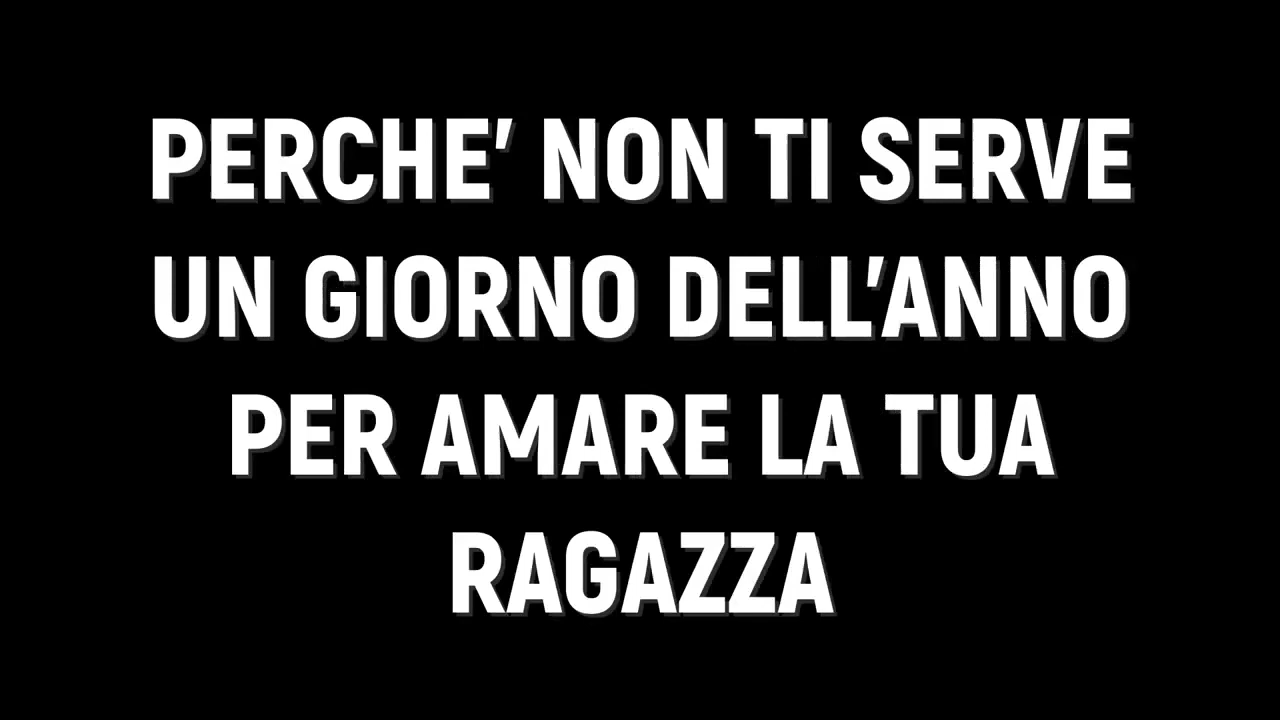 PERCHE' NON TI SERVE
UN GIORNO DELL'ANNO
PER AMARE LA TUA
RAGAZZA